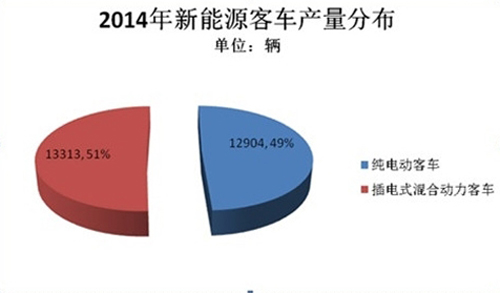 2014年新能源客车产量分布
单位：辆
13313,51%
12904,49%
纯电动客车
插电式混合动力客车